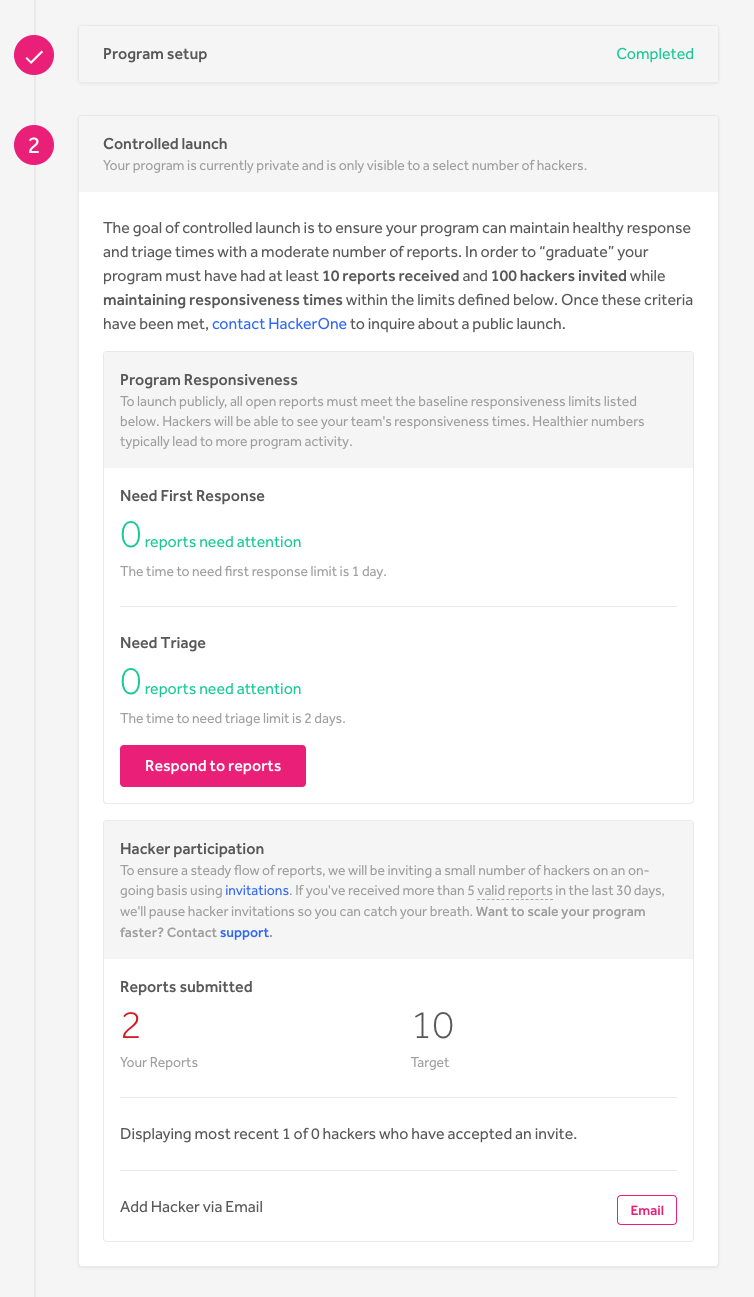 Program setup
Completed
2
Controlled launch
Your program is currently private and is only visible to a select number of hackers.
The goal of controlled launch is to ensure your program can maintain healthy response
and triage times with a moderate number of reports. In order to “graduate” your
program must have had at least 10 reports received and 100 hackers invited while
maintaining responsiveness times within the limits defined below. Once these criteria
have been met, contact HackerOne to inquire about a public launch.
Program Responsiveness
To launch publicly, all open reports must meet the baseline responsiveness limits listed
below. Hackers will be able to see your team's responsiveness times. Healthier numbers
typically lead to more program activity.
Need First Response
0 reports need attention
The time to need first response limit is 1 day.
Need Triage
0 reports need attention
The time to need triage limit is 2 days.
Respond to reports
Hacker participation
To ensure a steady flow of reports, we will be inviting a small number of hackers on an on-
going basis using invitations. If you've received more than 5 valid reports in the last 30 days,
we'll pause hacker invitations so you can catch your breath. Want to scale your program
faster? Contact support.
Reports submitted
2
Your Reports
10
Target
Displaying most recent 1 of 0 hackers who have accepted an invite.
Add Hacker via Email
Email